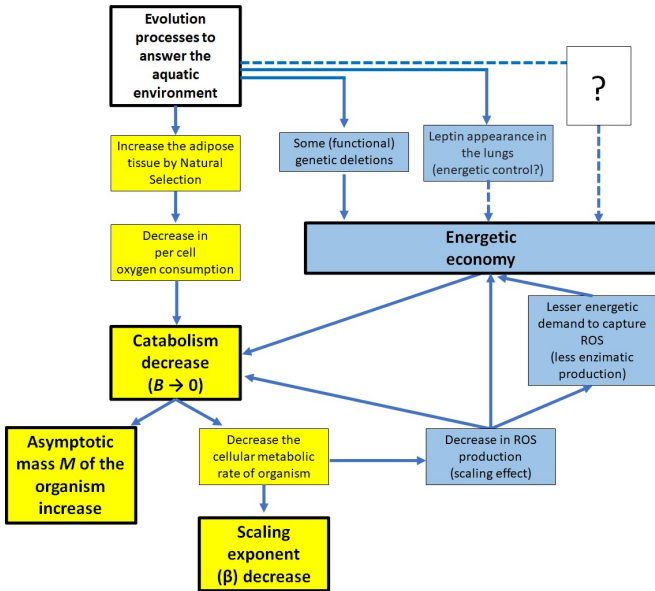 Evolution
processes to
answer the
aquatic
environment
?
Increase the adipose
tissue by Natural
Selection
Some (functional)
genetic deletions
Leptin appearance in
the lungs
(energetic control?)
Decrease in
per cell
oxygen consumption
Energetic
economy
Lesser energetic
demand to capture
ROS
(less enzimatic
production)
Catabolism
decrease
(B → 0)
Asymptotic
mass M of the
organism
increase
Decrease the
cellular metabolic
rate of organism
Decrease in ROS
production
(scaling effect)
Scaling
exponent
(β) decrease